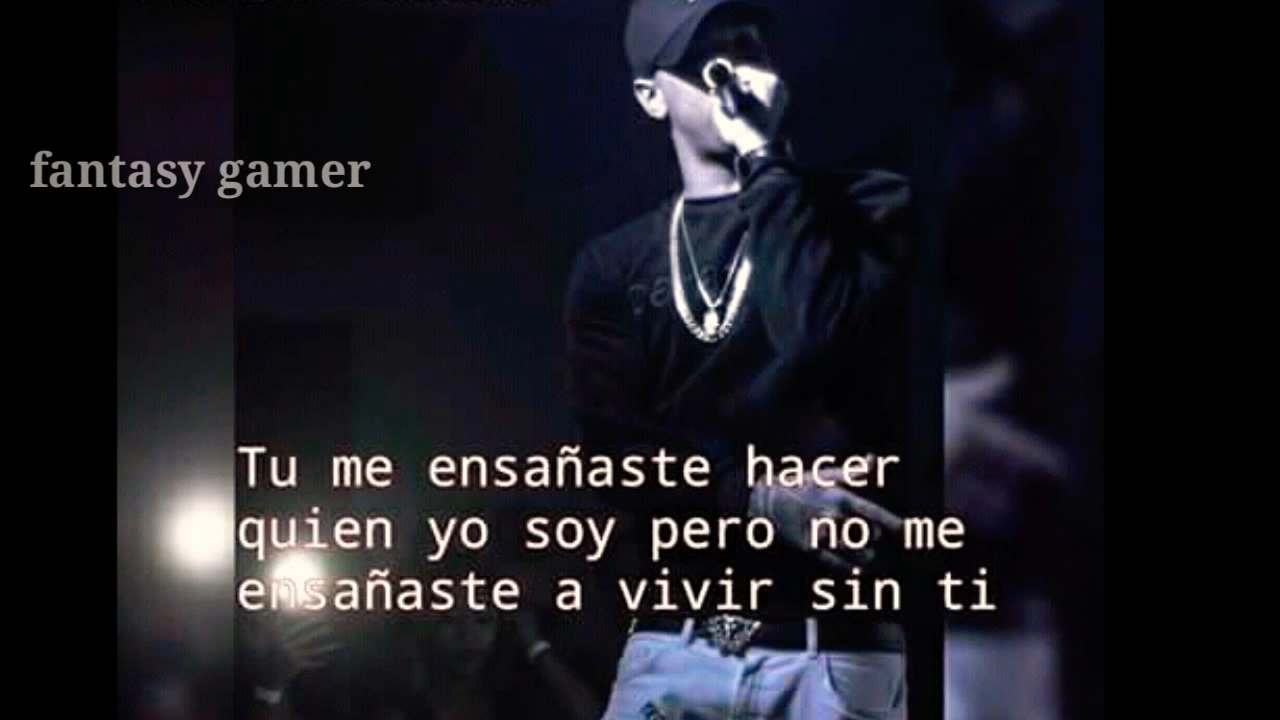 fantasy gamer
Tu me ensañaste hacer
quien yo soy pero no me
ensañaste a vivir sin ti